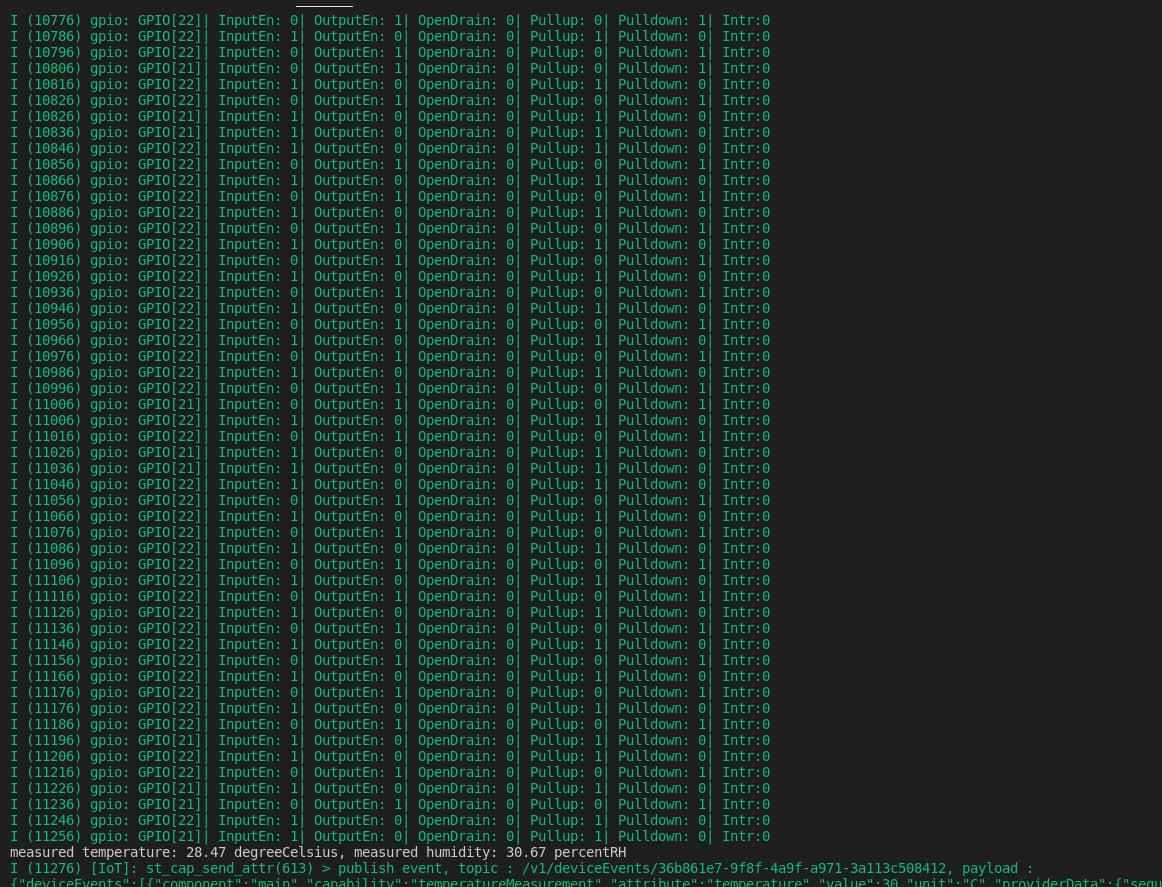 I (10776) gpio: GPIO[22]| InputEn: 0| OutputEn: 1| OpenDrain: 0| Pullup: 0| Pulldown: 1| Intr:0
I (10786) gpio: GPIO[22]| InputEn: 1| OutputEn: 0| OpenDrain: 0| Pullup: 1| Pulldown: 0| Intr:0
I (10796) gpio: GPIO[22]| InputEn: 0| OutputEn: 1| OpenDrain: 0| Pullup: 0| Pulldown: 1| Intr:0
I (10806) gpio: GPIO[21]| InputEn: 0| OutputEn: 1| OpenDrain: 0| Pullup: 0| Pulldown: 1| Intr:0
I (10816) gpio: GPIO[22]| InputEn: 1| OutputEn: 0| OpenDrain: 0| Pullup: 1| Pulldown: 0| Intr:0
I (10826) gpio: GPIO[22]| InputEn: 0| OutputEn: 1| OpenDrain: 0| Pullup: 0| Pulldown: 1| Intr:0
I (10826) gpio: GPIO[21]| InputEn: 1| OutputEn: 0| OpenDrain: 0| Pullup: 1| Pulldown: 0| Intr:0
I (10836) gpio: GPIO[21]| InputEn: 1| OutputEn: 0| OpenDrain: 0| Pullup: 1| Pulldown: 0| Intr:0
I (10846) gpio: GPIO[22]| InputEn: 1| OutputEn: 0| OpenDrain: 0| Pullup: 1| Pulldown: 0| Intr:0
I (10856) gpio: GPIO[22]| InputEn: 0| OutputEn: 1| OpenDrain: 0| Pullup: 0| Pulldown: 1| Intr:0
I (10866) gpio: GPIO[22]| InputEn: 1| OutputEn: 0| OpenDrain: 0| Pullup: 1| Pulldown: 0| Intr:0
I (10876) gpio: GPIO[22]| InputEn: 0| OutputEn: 1| OpenDrain: 0| Pullup: 0| Pulldown: 1| Intr:0
I (10886) gpio: GPIO[22]| InputEn: 1| OutputEn: 0| OpenDrain: 0| Pullup: 1| Pulldown: 0| Intr:0
I (10896) gpio: GPIO[22]| InputEn: 0| OutputEn: 1| OpenDrain: 0| Pullup: 0| Pulldown: 1| Intr:0
I (10906) gpio: GPIO[22]| InputEn: 1| OutputEn: 0| OpenDrain: 0| Pullup: 1| Pulldown: 0| Intr:0
I (10916) gpio: GPIO[22]| InputEn: 0| OutputEn: 1| OpenDrain: 0| Pullup: 0| Pulldown: 1| Intr:0
I (10926) gpio: GPIO[22]| InputEn: 1| OutputEn: 0| OpenDrain: 0| Pullup: 1| Pulldown: 0| Intr:0
I (10936) gpio: GPIO[22]| InputEn: 0| OutputEn: 1| OpenDrain: 0| Pullup: 0| Pulldown: 1| Intr:0
I (10946) gpio: GPIO[22]| InputEn: 1| OutputEn: 0| OpenDrain: 0| Pullup: 1| Pulldown: 0| Intr:0
I (10956) gpio: GPIO[22]| InputEn: 0| OutputEn: 1| OpenDrain: 0| Pullup: 0| Pulldown: 1| Intr:0
I (10966) gpio: GPIO[22]| InputEn: 1| OutputEn: 0| OpenDrain: 0| Pullup: 1| Pulldown: 0| Intr:0
I (10976) gpio: GPIO[22]| InputEn: 0| OutputEn: 1| OpenDrain: 0| Pullup: 0| Pulldown: 1| Intr:0
I (10986) gpio: GPIO[22]| InputEn: 1| OutputEn: 0| OpenDrain: 0| Pullup: 1| Pulldown: 0| Intr:0
I (10996) gpio: GPIO[22]| InputEn: 0| OutputEn: 1| OpenDrain: 0| Pullup: 0| Pulldown: 1| Intr:0
I (11006) gpio: GPIO[21]| InputEn: 0| OutputEn: 1| OpenDrain: 0| Pullup: 0| Pulldown: 1| Intr:0
I (11006) gpio: GPIO[22]| InputEn: 1| OutputEn: 0| OpenDrain: 0| Pullup: 1| Pulldown: 0| Intr:0
I (11016) gpio: GPIO[22]| InputEn: 0| OutputEn: 1| OpenDrain: 0| Pullup: 0| Pulldown: 1| Intr:0
I (11026) gpio: GPIO[21]| InputEn: 1| OutputEn: 0| OpenDrain: 0| Pullup: 1| Pulldown: 0| Intr:0
I (11036) gpio: GPIO[21]| InputEn: 1| OutputEn: 0| OpenDrain: 0| Pullup: 1| Pulldown: 0| Intr:0
I (11046) gpio: GPIO[22]| InputEn: 1| OutputEn: 0| OpenDrain: 0| Pullup: 1| Pulldown: 0| Intr:0
I (11056) gpio: GPIO[22]| InputEn: 0| OutputEn: 1| OpenDrain: 0| Pullup: 0| Pulldown: 1| Intr:0
I (11066) gpio: GPIO[22]| InputEn: 1| OutputEn: 0| OpenDrain: 0| Pullup: 1| Pulldown: 0| Intr:0
I (11076) gpio: GPIO[22]| InputEn: 0| OutputEn: 1| OpenDrain: 0| Pullup: 0| Pulldown: 1| Intr:0
I (11086) gpio: GPIO[22]| InputEn: 1| OutputEn: 0| OpenDrain: 0| Pullup: 1| Pulldown: 0| Intr:0
I (11096) gpio: GPIO[22]| InputEn: 0| OutputEn: 1| OpenDrain: 0| Pullup: 0| Pulldown: 1| Intr:0
I (11106) gpio: GPIO[22]| InputEn: 1| OutputEn: 0| OpenDrain: 0| Pullup: 1| Pulldown: 0| Intr:0
I (11116) gpio: GPIO[22]| InputEn: 0| OutputEn: 1| OpenDrain: 0| Pullup: 0| Pulldown: 1| Intr:0
I (11126) gpio: GPIO[22]| InputEn: 1| OutputEn: 0| OpenDrain: 0| Pullup: 1| Pulldown: 0| Intr:0
I (11136) gpio: GPIO[22]| InputEn: 0| OutputEn: 1| OpenDrain: 0| Pullup: 0| Pulldown: 1| Intr:0
I (11146) gpio: GPIO[22]| InputEn: 1| OutputEn: 0| OpenDrain: 0| Pullup: 1| Pulldown: 0| Intr:0
I (11156) gpio: GPIO[22]| InputEn: 0| OutputEn: 1| OpenDrain: 0| Pullup: 0| Pulldown: 1| Intr:0
I (11166) gpio: GPIO[22]| InputEn: 1| OutputEn: 0| OpenDrain: 0| Pullup: 1| Pulldown: 0| Intr:0
I (11176) gpio: GPIO[22]| InputEn: 0| OutputEn: 1| OpenDrain: 0| Pullup: 0| Pulldown: 1| Intr:0
I (11176) gpio: GPIO[22]| InputEn: 1| OutputEn: 0| OpenDrain: 0| Pullup: 1| Pulldown: 0| Intr:0
I (11186) gpio: GPIO[22]| InputEn: 0| OutputEn: 1| OpenDrain: 0| Pullup: 0| Pulldown: 1| Intr:0
I (11196) gpio: GPIO[21]| InputEn: 1| OutputEn: 0| OpenDrain: 0| Pullup: 1| Pulldown: 0| Intr:0
I (11206) gpio: GPIO[22]| InputEn: 1| OutputEn: 0| OpenDrain: 0| Pullup: 1| Pulldown: 0| Intr:0
I (11216) gpio: GPIO[22]| InputEn: 0| OutputEn: 1| OpenDrain: 0| Pullup: 0| Pulldown: 1| Intr:0
I (11226) gpio: GPIO[21]| InputEn: 1| OutputEn: 0| OpenDrain: 0| Pullup: 1| Pulldown: 0| Intr:0
I (11236) gpio: GPIO[21]| InputEn: 0| OutputEn: 1| OpenDrain: 0| Pullup: 0| Pulldown: 1| Intr:0
I (11246) gpio: GPIO[22]| InputEn: 1| OutputEn: 0| OpenDrain: 0| Pullup: 1| Pulldown: 0| Intr:0
I (11256) gpio: GPIO[21]| InputEn: 1| OutputEn: 0| OpenDrain: 0| Pullup: 1| Pulldown: 0| Intr:0
measured temperature: 28.47 degreeCelsius, measured humidity: 30.67 percentRH
I (11276) [IoT]: st_cap_send_attr(613) > publish event, topic : /v1/deviceEvents/36b861e7-9f8f-4a9f-a971-3a113c508412, payload :
{"deviceEvents":[{"component":"main","capability":"temperatureMeasurement","attribute":"temperature","value":30,"unit":"C","providerData":{"sequ